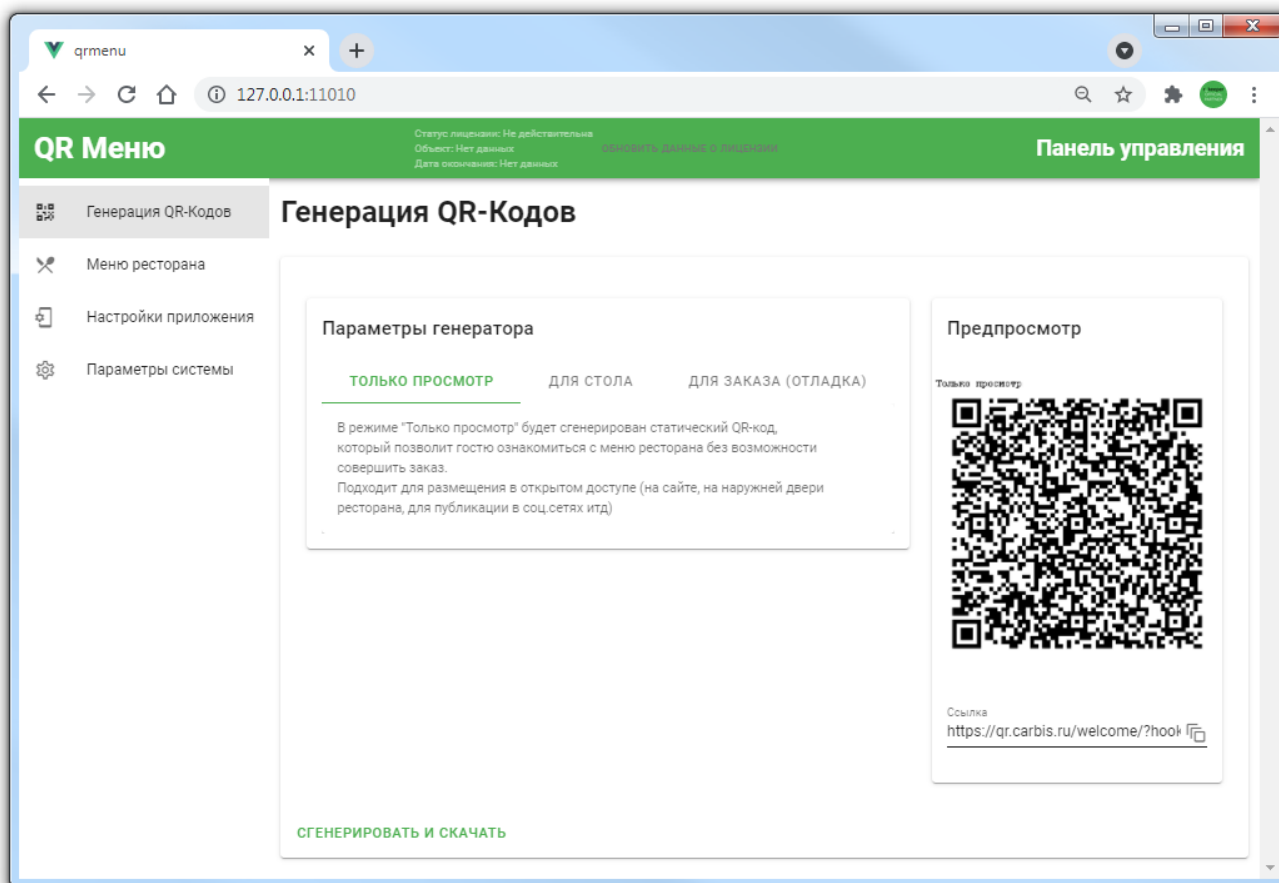 qrmenu
127.0.0.1:11010
QR Меню
Статус лицензии: Не действительна
Объект: Нет данных
Дата окончания: Нет данных
ОБНОВИТЬ ДАННЫЕ О ЛИЦЕНЗИИ
Панель управления
Генерация QR-Кодов
Меню ресторана
Настройки приложения
Параметры системы
Генерация QR-Кодов
Параметры генератора
ТОЛЬКО ПРОСМОТР
ДЛЯ СТОЛА
ДЛЯ ЗАКАЗА (ОТЛАДКА)
В режиме "Только просмотр" будет сгенерирован статический QR-код,
который позволит гостю ознакомиться с меню ресторана без возможности
совершить заказ.
Подходит для размещения в открытом доступе (на сайте, на наружней двери
ресторана, для публикации в соц.сетях итд)
Предпросмотр
Только просмотр
Ссылка
https://qr.carbis.ru/welcome/?hook
СГЕНЕРИРОВАТЬ И СКАЧАТЬ